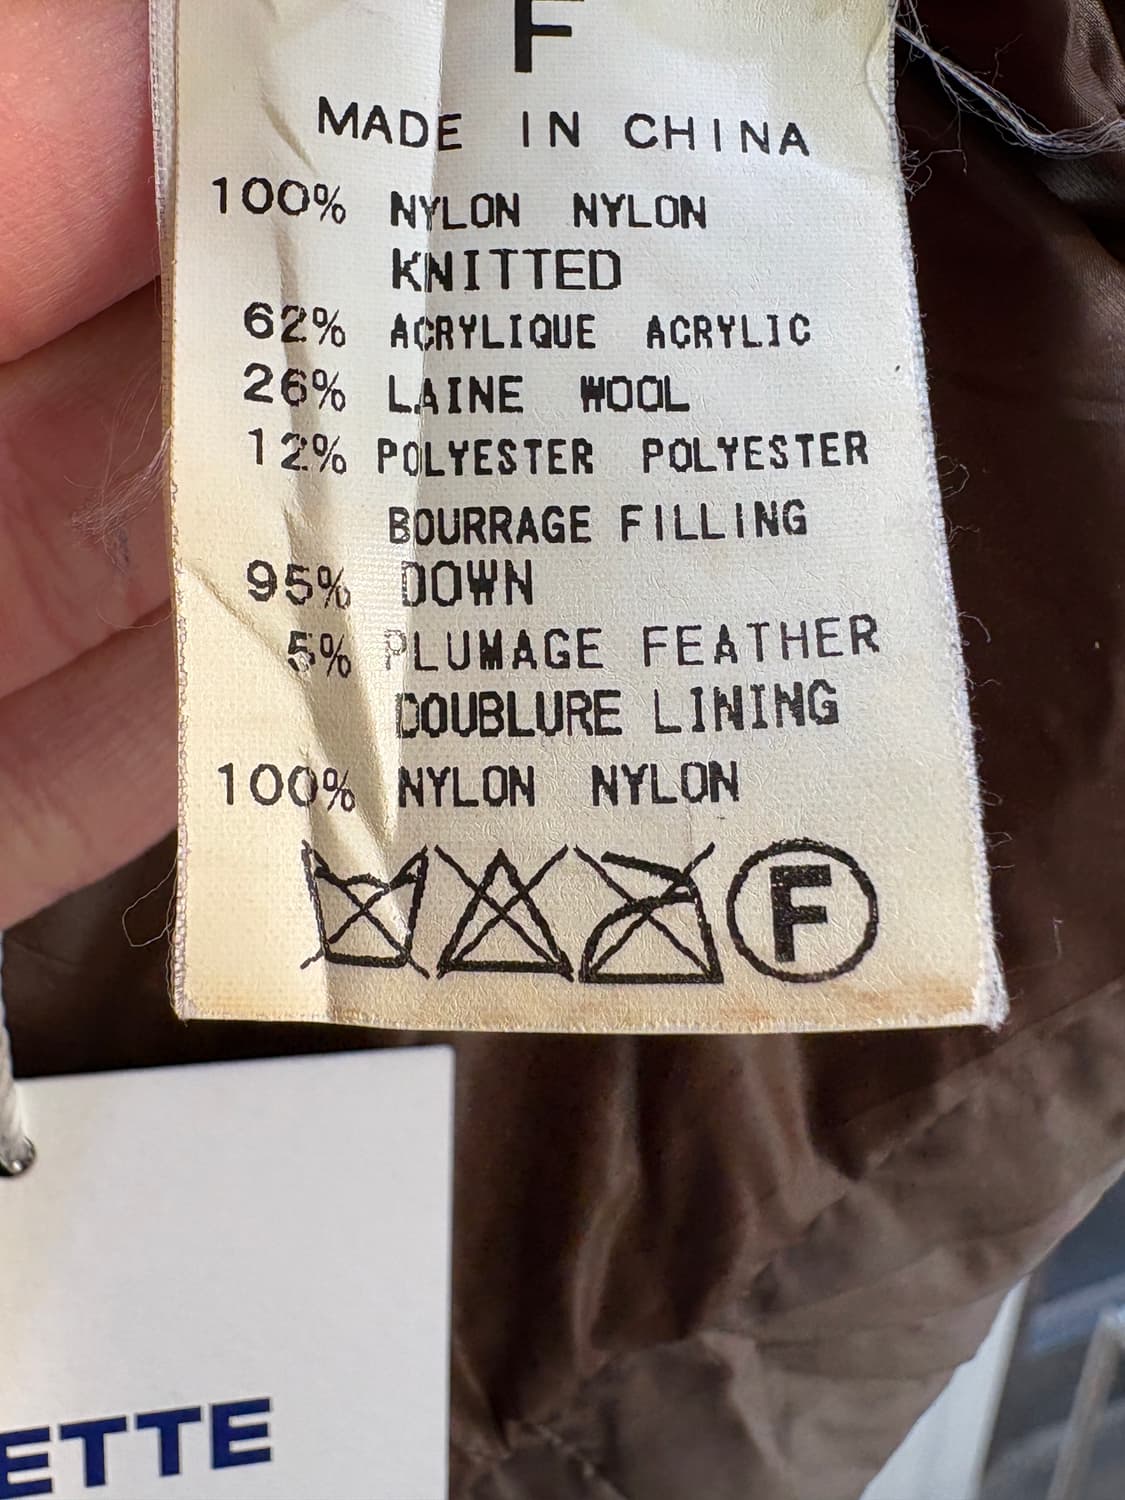 F
MADE IN CHINA
100% NYLON NYLON
KNITTED
62% ACRYLIQUE ACRYLIC
26% LAINE WOOL
12% POLYESTER POLYESTER
BOURRAGE FILLING
95% DOWN
5% PLUMAGE FEATHER
DOUBLURE LINING
100% NYLON NYLON
F
ETTE